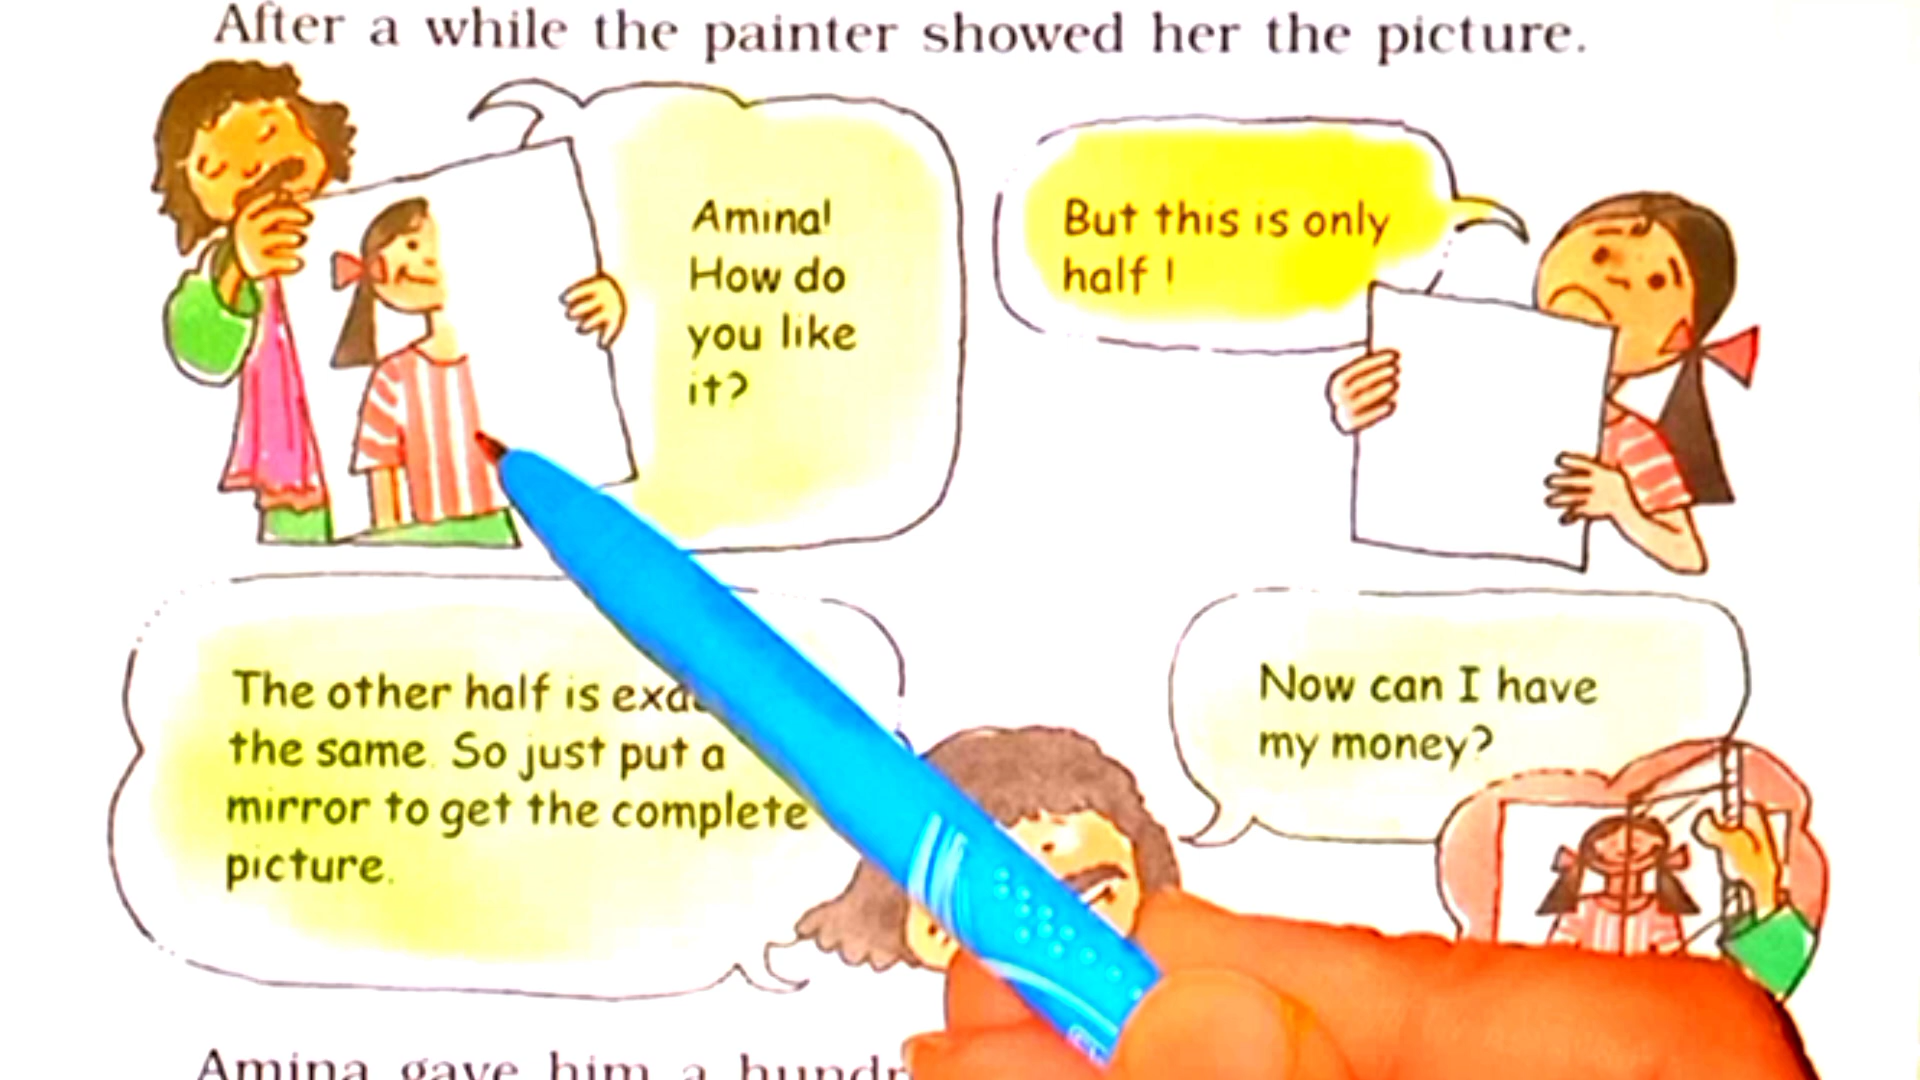 After a while the painter showed her the picture.
Amina!
How do
you like
it?
But this is only
half !
The other half is
the same. So just put a
mirror to get the complete
picture.
Now can I have
my money?
Amina gave him a